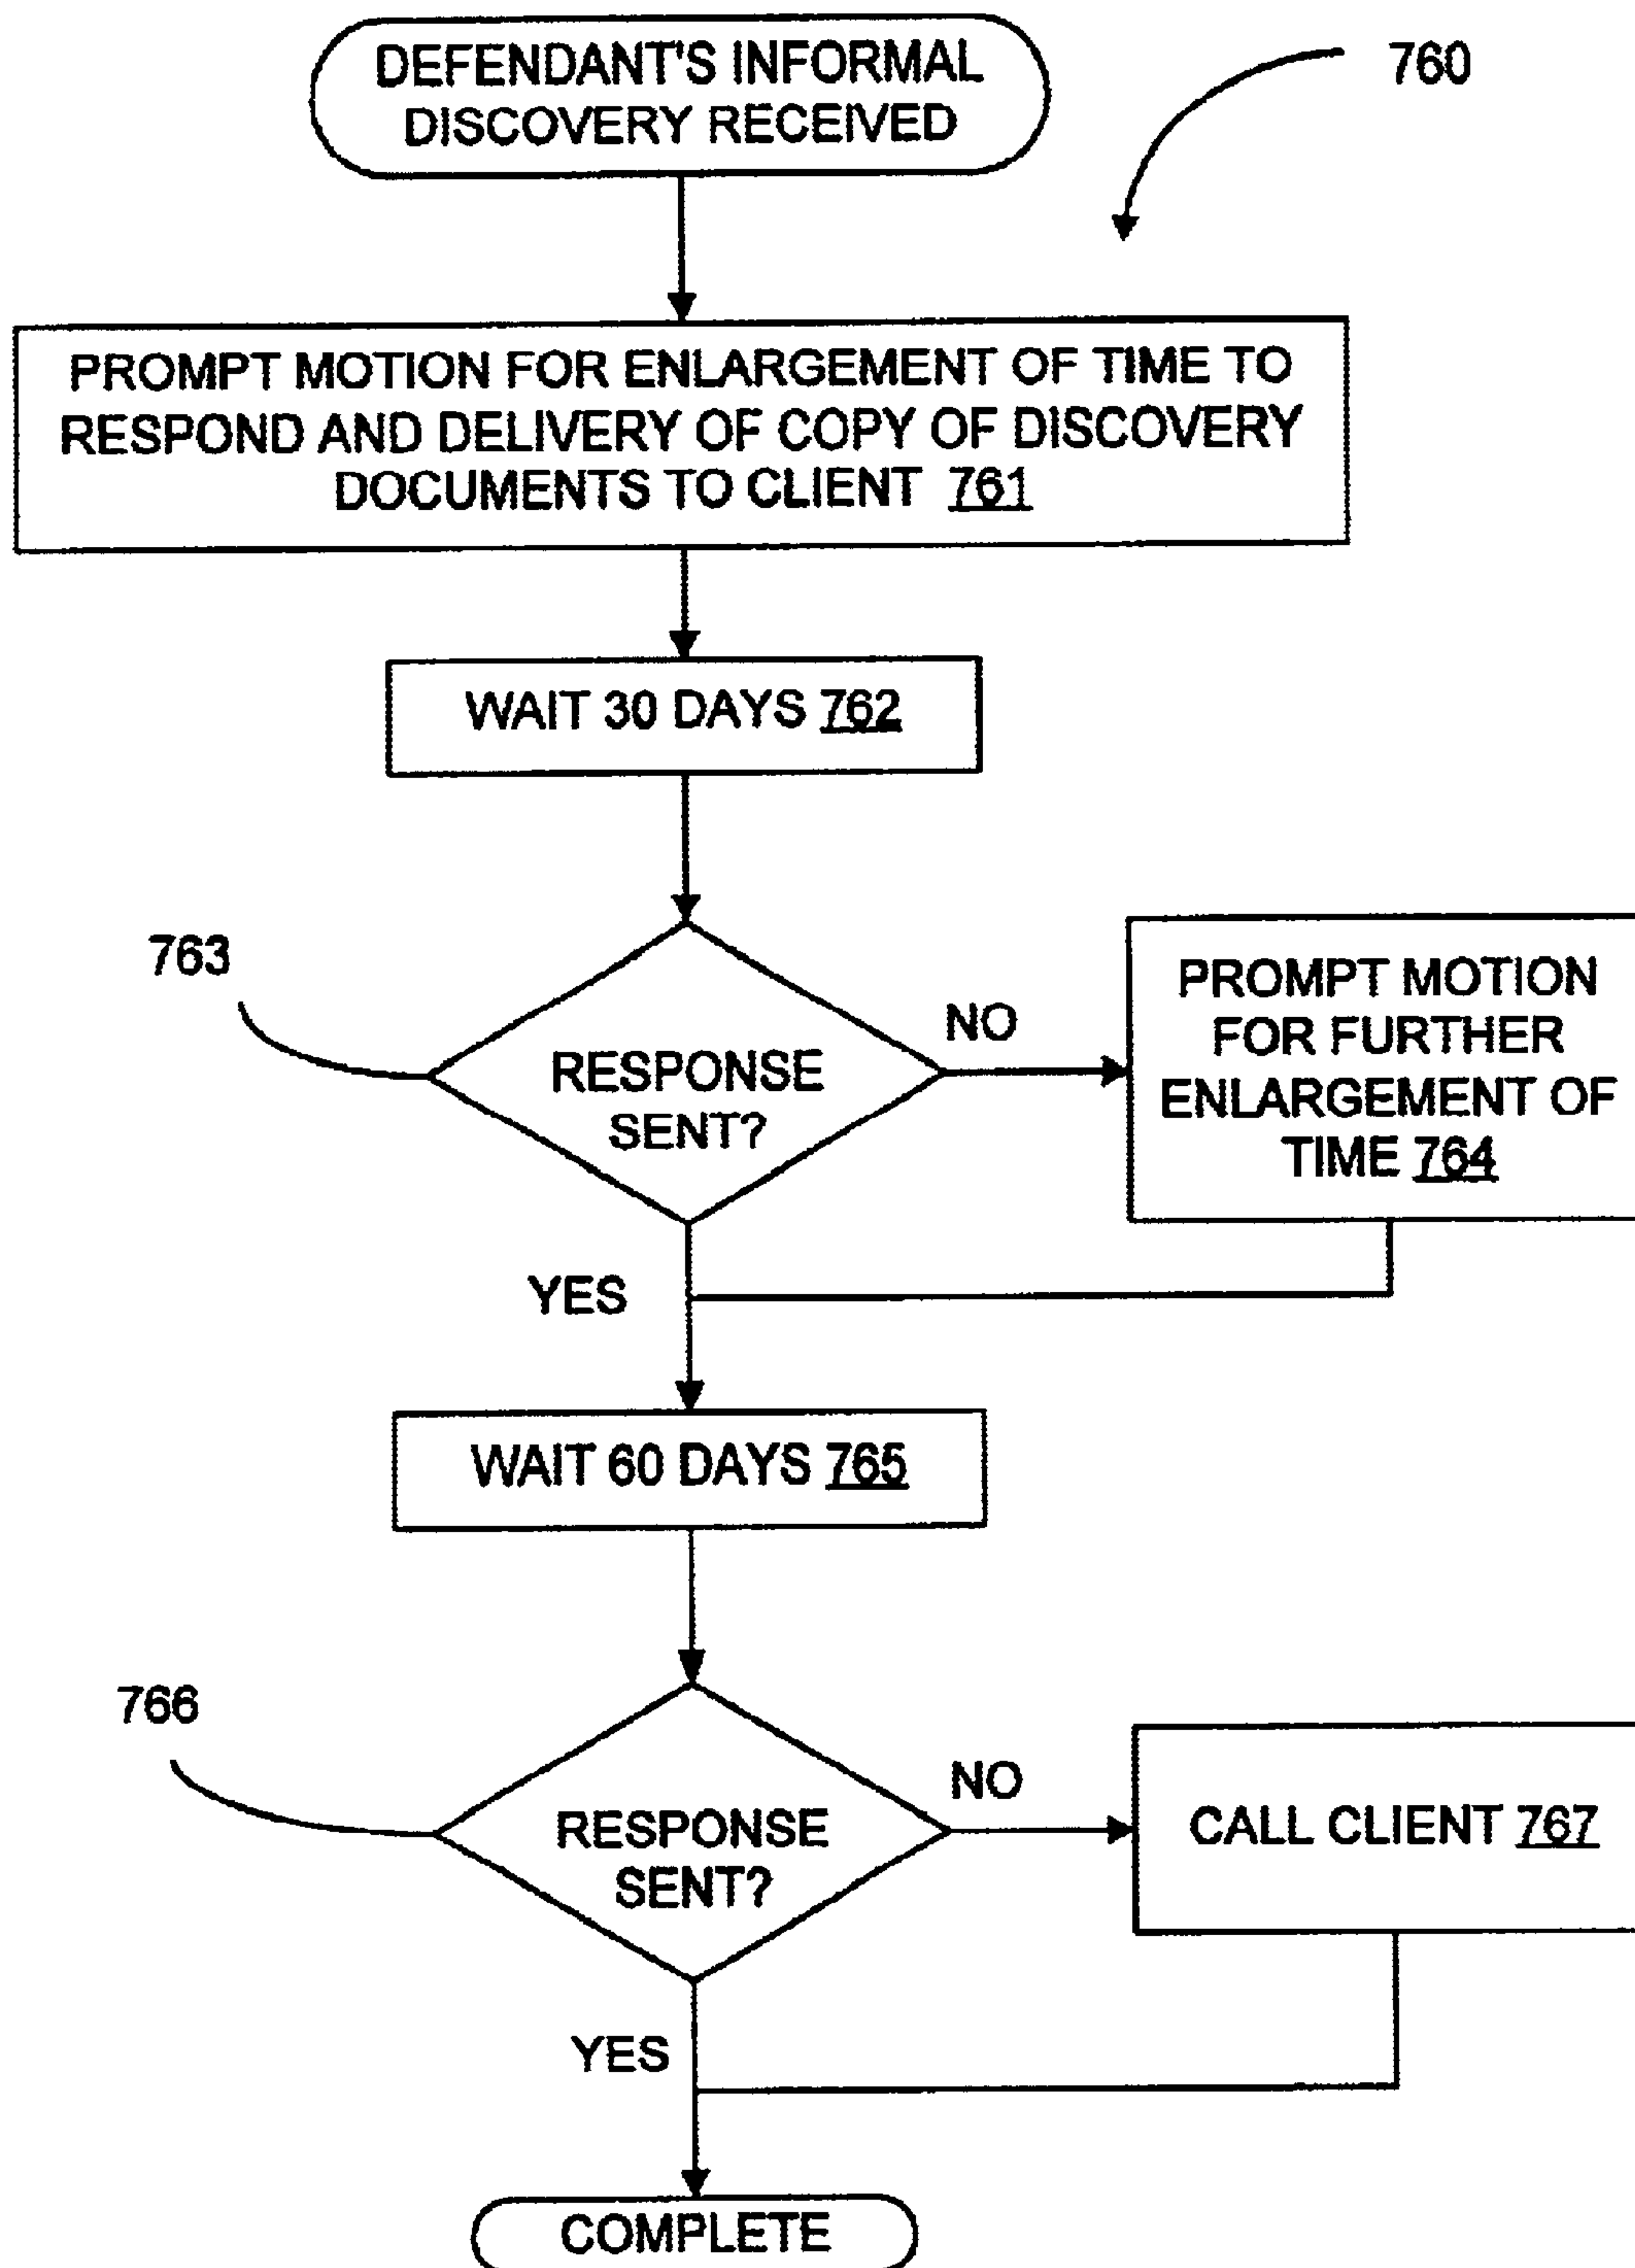 DEFENDANT'S INFORMAL
DISCOVERY RECEIVED
760
PROMPT MOTION FOR ENLARGEMENT OF TIME TO
RESPOND AND DELIVERY OF COPY OF DISCOVERY
DOCUMENTS TO CLIENT 761
WAIT 30 DAYS 762
763
RESPONSE
SENT?
NO
PROMPT MOTION
FOR FURTHER
ENLARGEMENT OF
TIME 764
YES
WAIT 60 DAYS 765
766
RESPONSE
SENT?
NO
CALL CLIENT 767
YES
COMPLETE